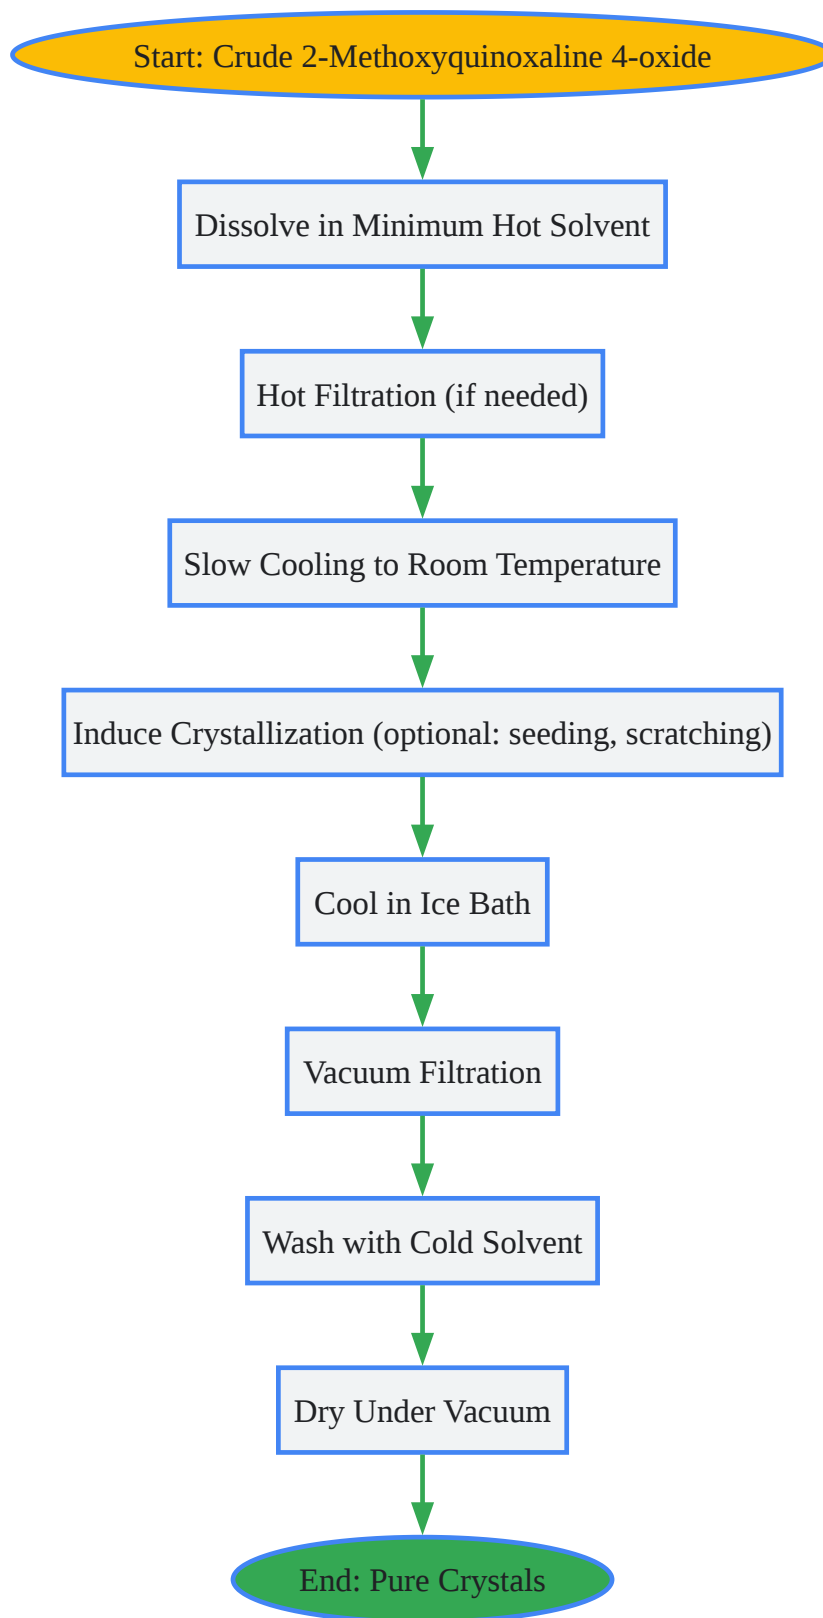 Start: Crude 2-Methoxyquinoxaline 4-oxide
Dissolve in Minimum Hot Solvent
Hot Filtration (if needed)
Slow Cooling to Room Temperature
Induce Crystallization (optional: seeding, scratching)
Cool in Ice Bath
Vacuum Filtration
Wash with Cold Solvent
Dry Under Vacuum
End: Pure Crystals